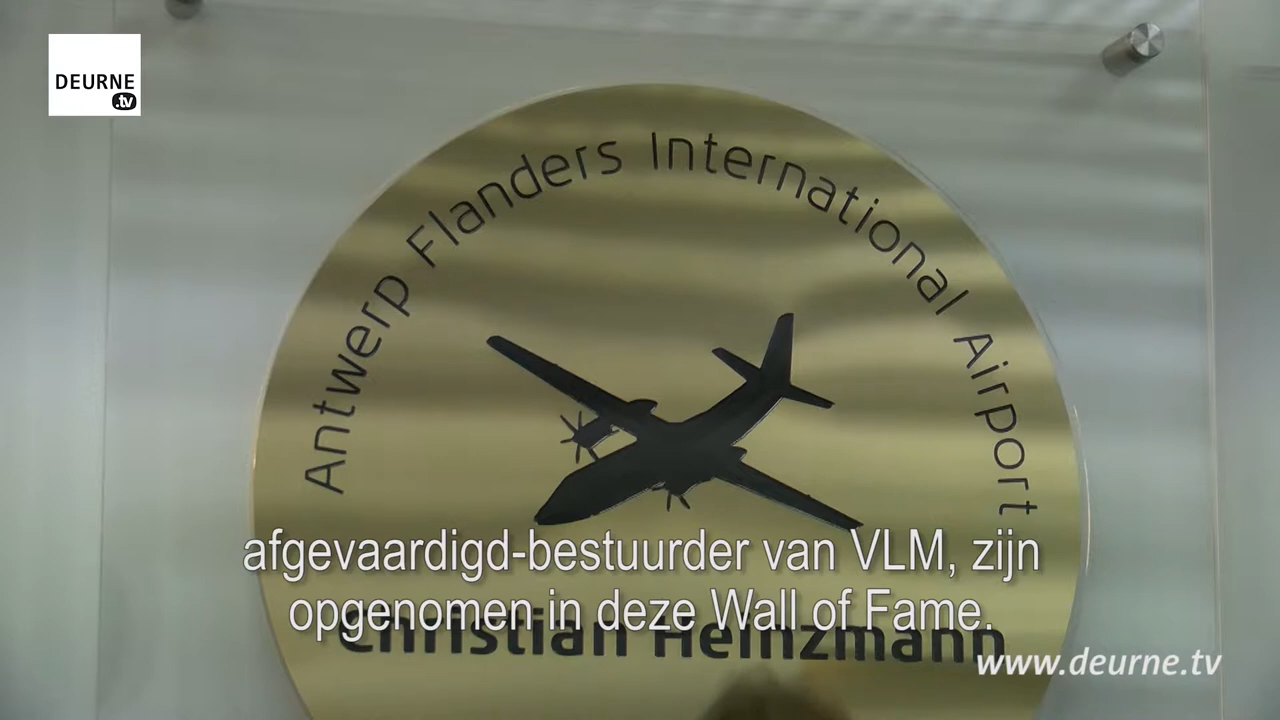 DEURNE
.tv
Antwerp Flanders International Airport
afgevaardigd-bestuurder van VLM, zijn
opgenomen in deze Wall of Fame.
Christian Heinzmann
www.deurne.tv